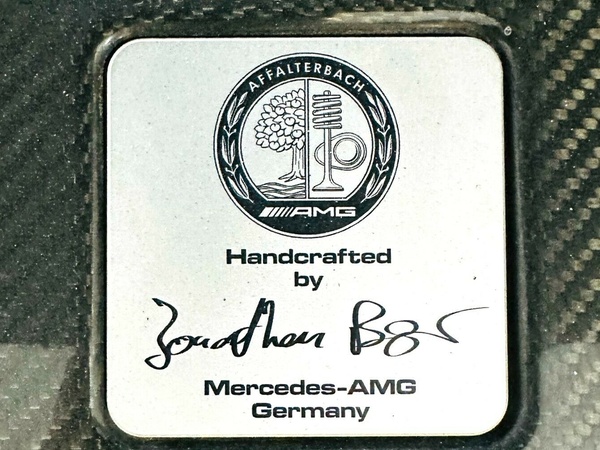 AFFALTERBACH
AMG
Handcrafted
by
Jonathan
Mercedes-AMG
Germany